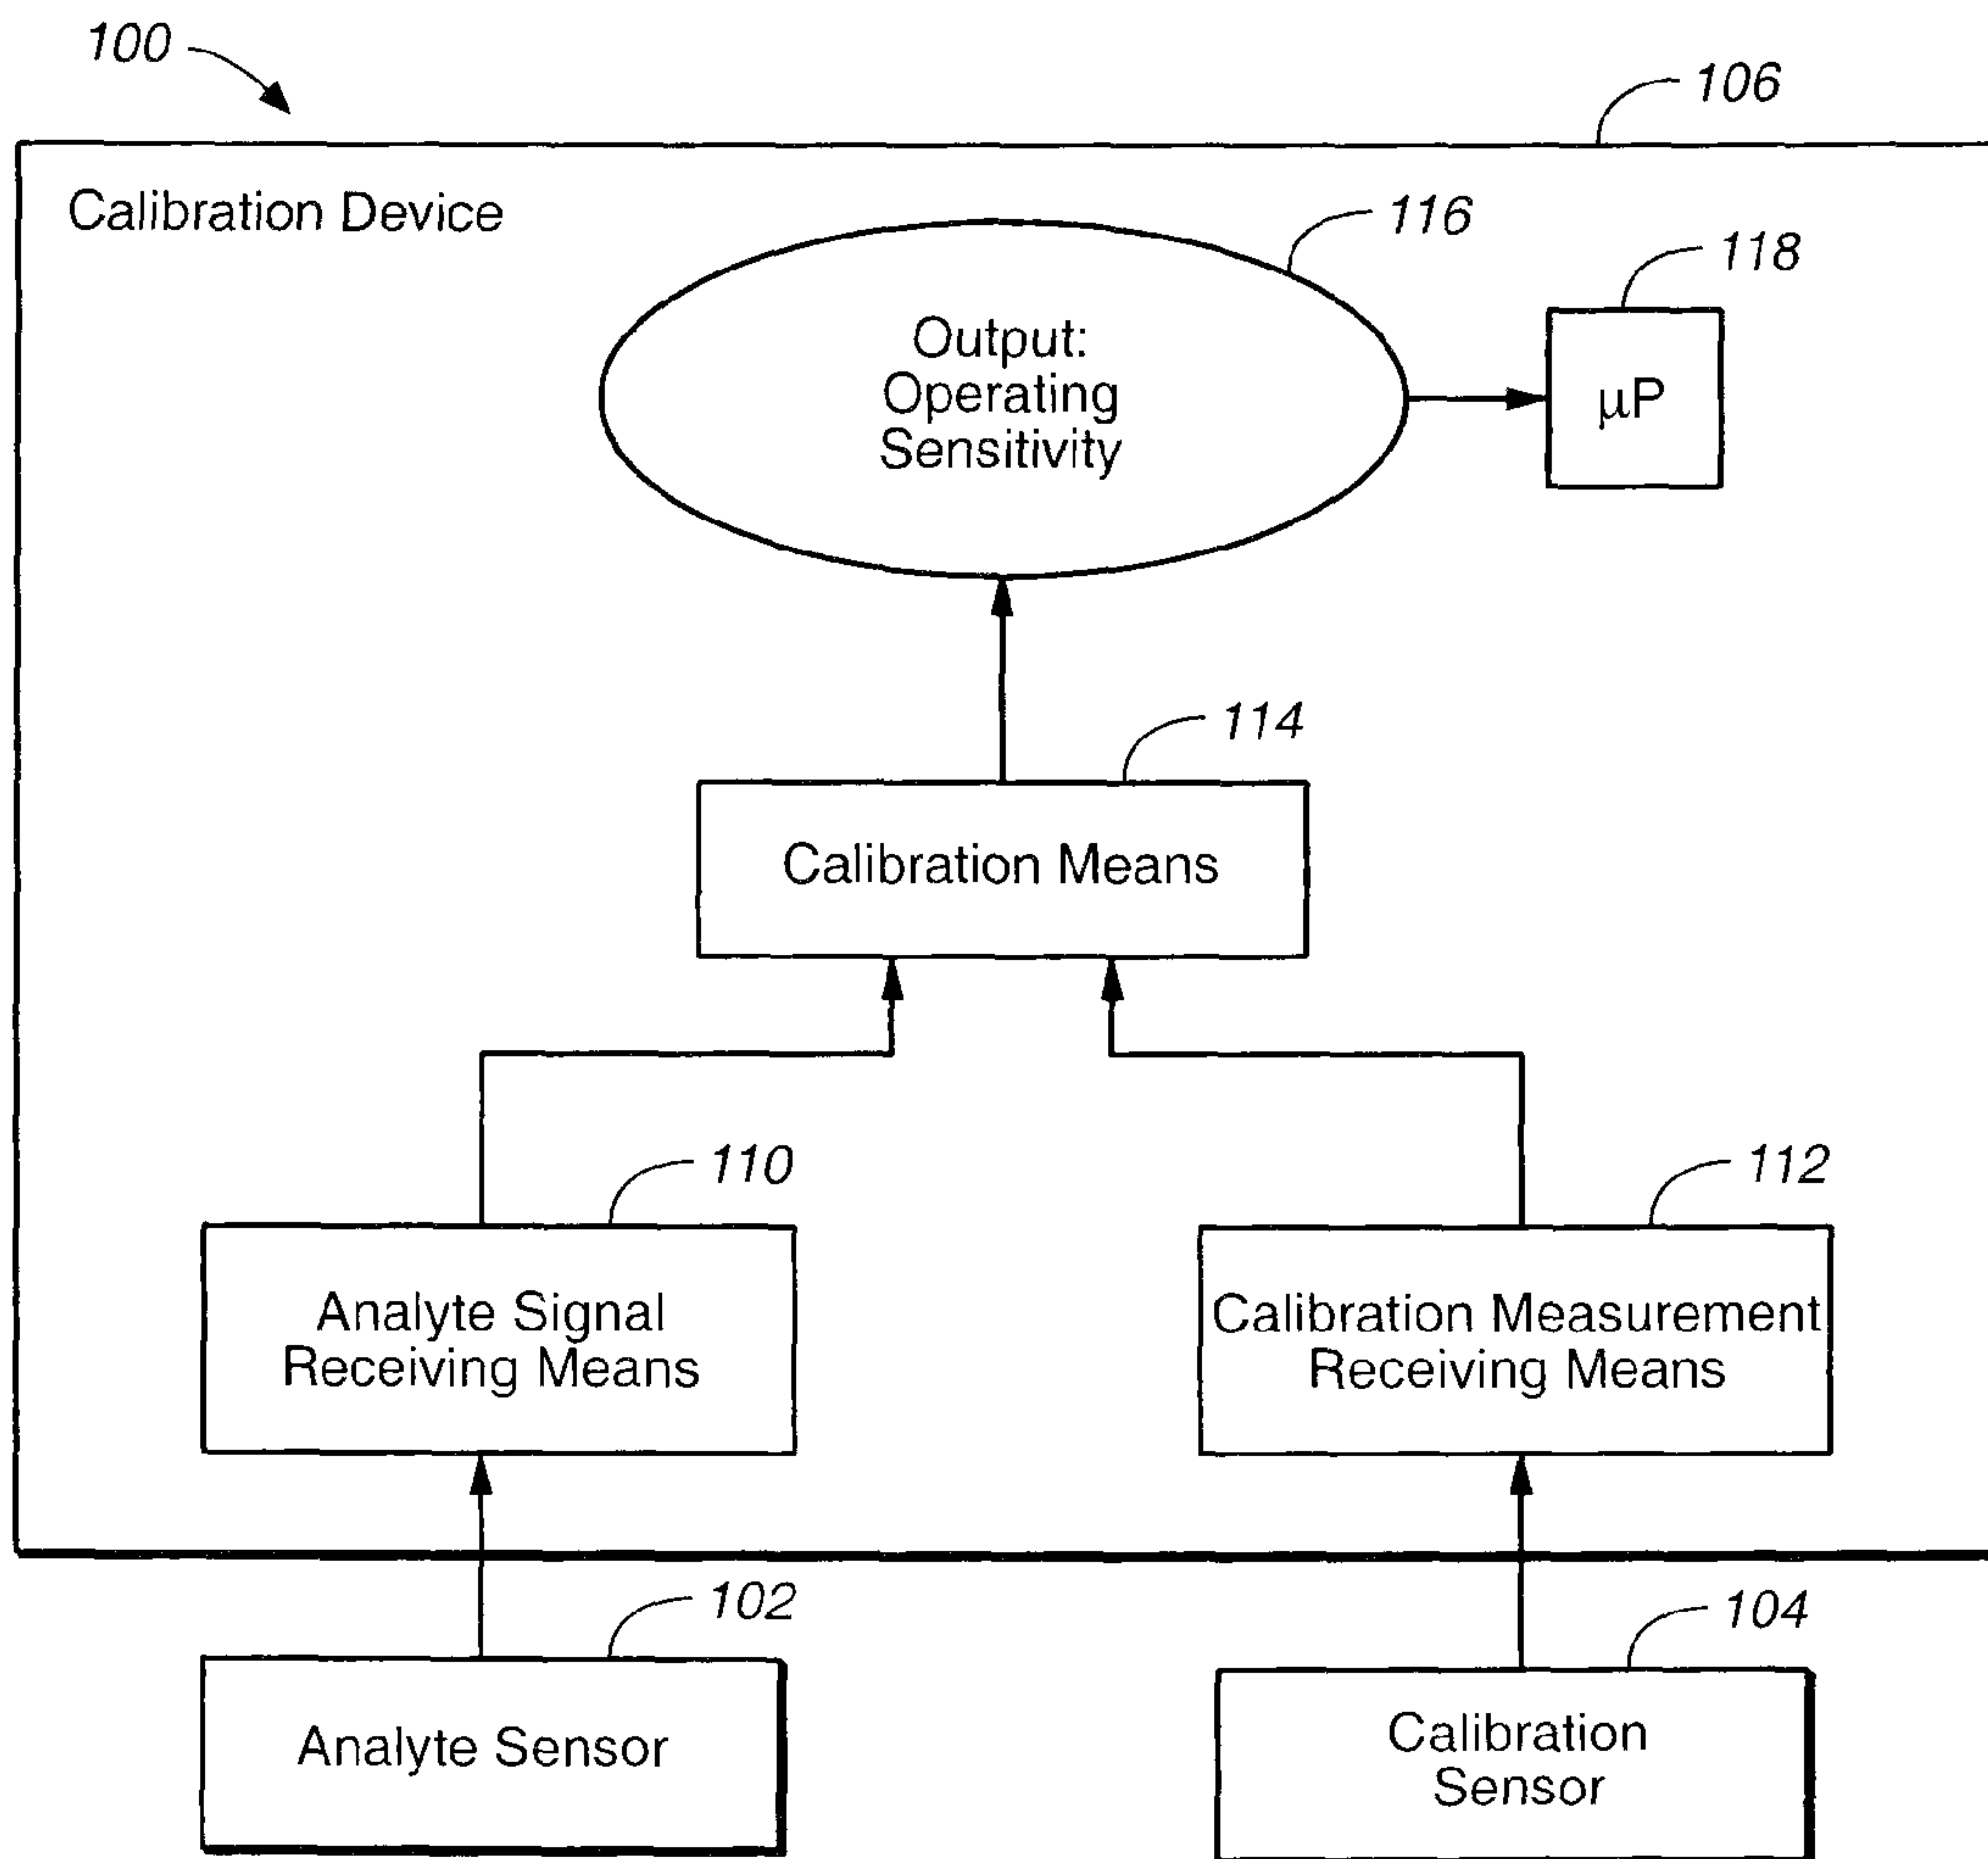 100
106
Calibration Device
116
118
Output:
Operating
Sensitivity
µP
114
Calibration Means
110
112
Analyte Signal
Receiving Means
Calibration Measurement
Receiving Means
102
104
Analyte Sensor
Calibration
Sensor